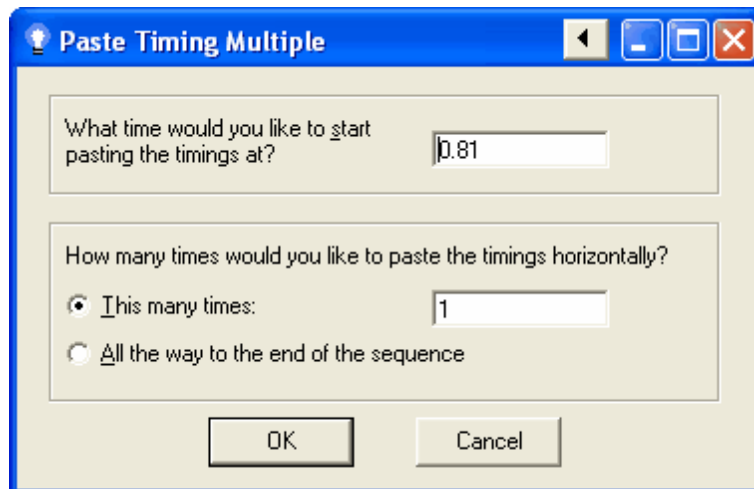 Paste Timing Multiple
What time would you like to start
pasting the timings at?
0.81
How many times would you like to paste the timings horizontally?
This many times:
1
All the way to the end of the sequence
OK
Cancel